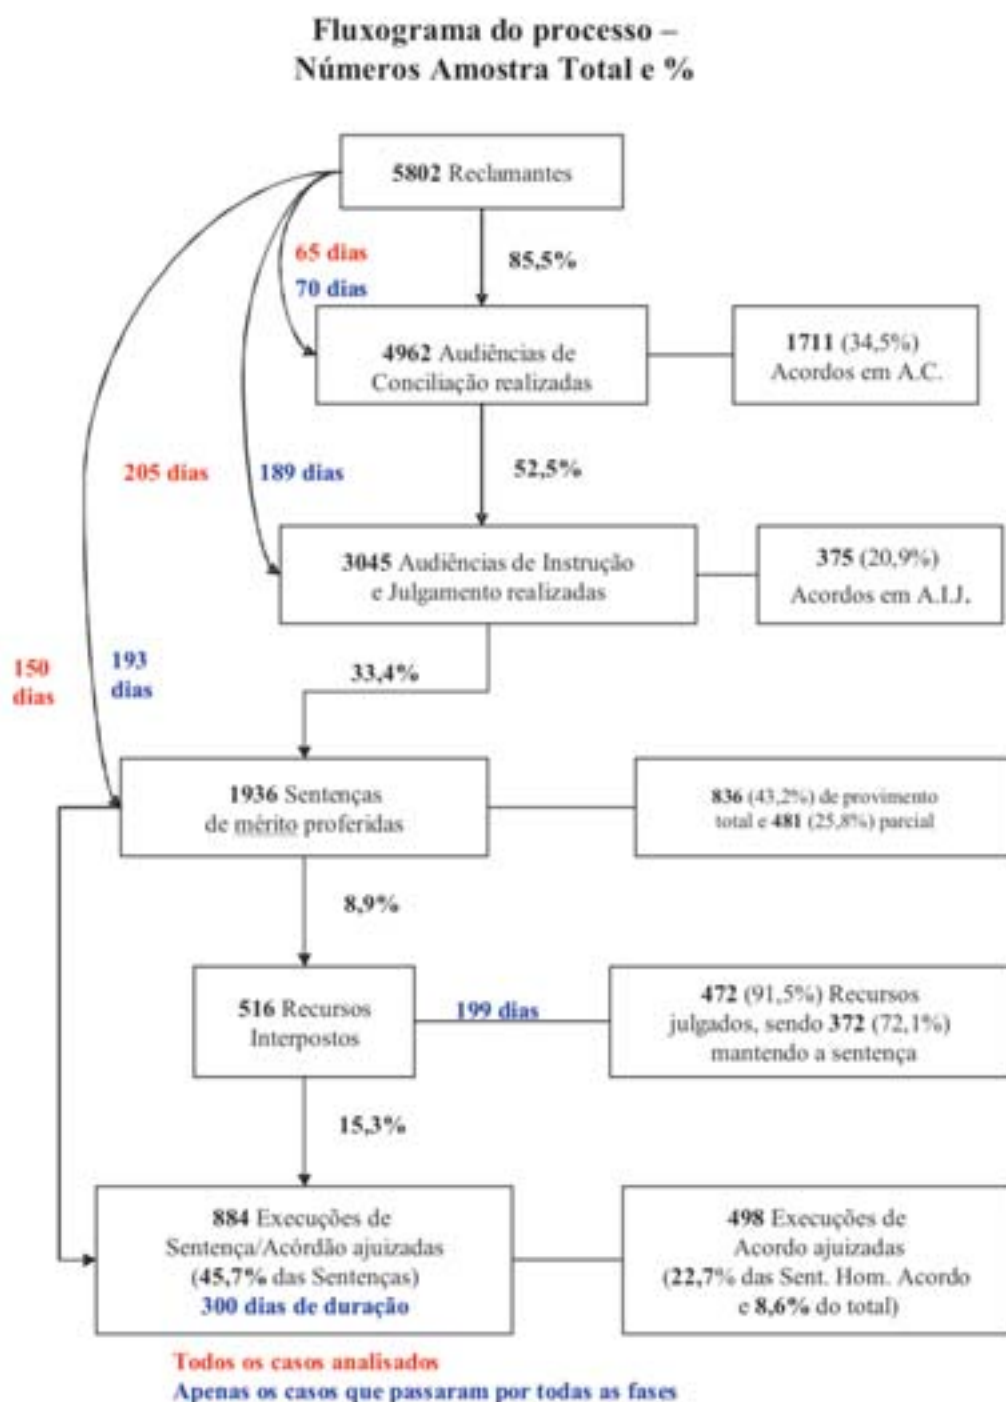 Fluxograma do processo –
Números Amostra Total e %
5802 Reclamantes
65 dias
70 dias
85,5%
4962 Audiências de
Conciliação realizadas
1711 (34,5%)
Acordos em A.C.
205 dias
189 dias
52,5%
3045 Audiências de Instrução
e Julgamento realizadas
375 (20,9%)
Acordos em A.I.J.
150
dias
193
dias
33,4%
1936 Sentenças
de mérito proferidas
836 (43,2%) de provimento
total e 481 (25,8%) parcial
8,9%
516 Recursos
Interpostos
199 dias
472 (91,5%) Recursos
julgados, sendo 372 (72,1%)
mantendo a sentença
15,3%
884 Execuções de
Sentença/Acórdão ajuizadas
(45,7% das Sentenças)
300 dias de duração
498 Execuções de
Acordo ajuizadas
(22,7% das Sent. Hom. Acordo
e 8,6% do total)
Todos os casos analisados
Apenas os casos que passaram por todas as fases